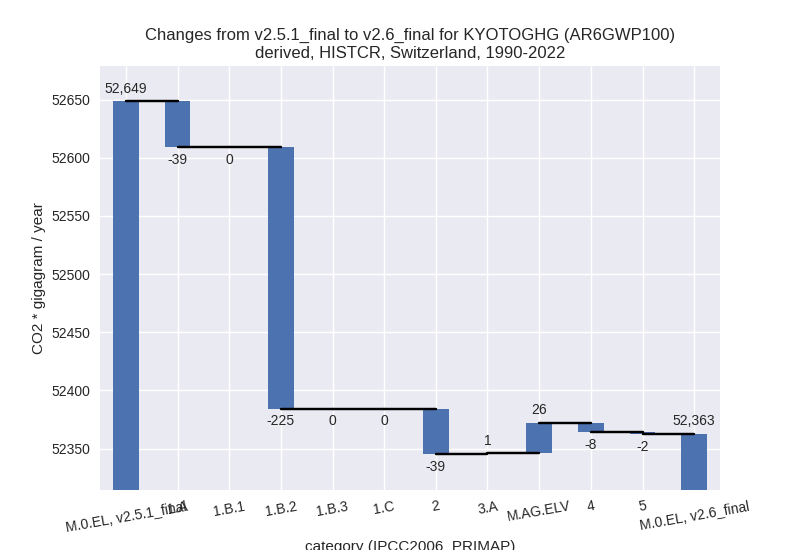 Changes from v2.5.1_final to v2.6_final for KYOTOGHG (AR6GWP100)
derived, HISTCR, Switzerland, 1990-2022
CO2 * gigagram / year
52650
52600
52550
52500
52450
52400
52350
52,649
-39
0
-225
0
0
-39
1
26
-8
-2
52,363
M.0.EL, v2.5.1_final
1.A
1.B.1
1.B.2
1.B.3
1.C
2
3.A
M.AG.ELV
4
5
M.0.EL, v2.6_final
category (IPCC2006_PRIMAP)